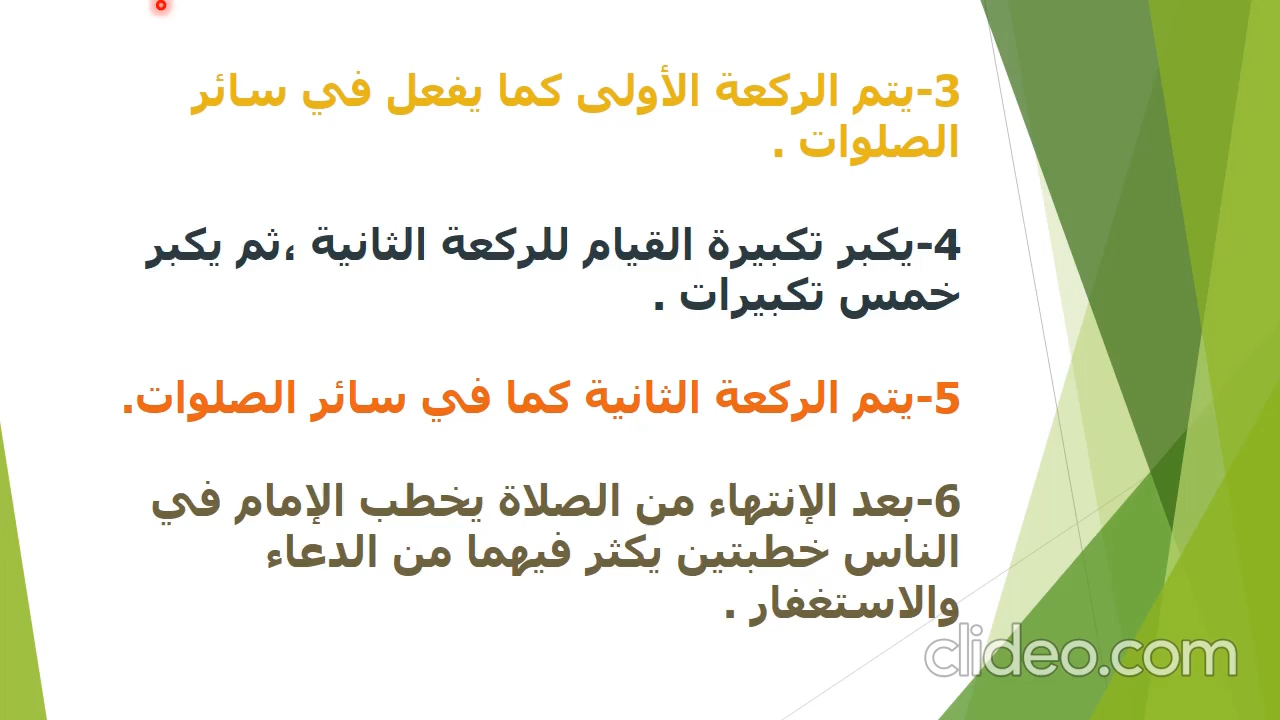 3-يتم الركعة الأولى كما يفعل في سائر
الصلوات .
4-يكبر تكبيرة القيام للركعة الثانية ،ثم يكبر
خمس تكبيرات .
5-يتم الركعة الثانية كما في سائر الصلوات.
6-بعد الإنتهاء من الصلاة يخطب الإمام في
الناس خطبتين يكثر فيهما من الدعاء
والاستغفار .
clideo.com